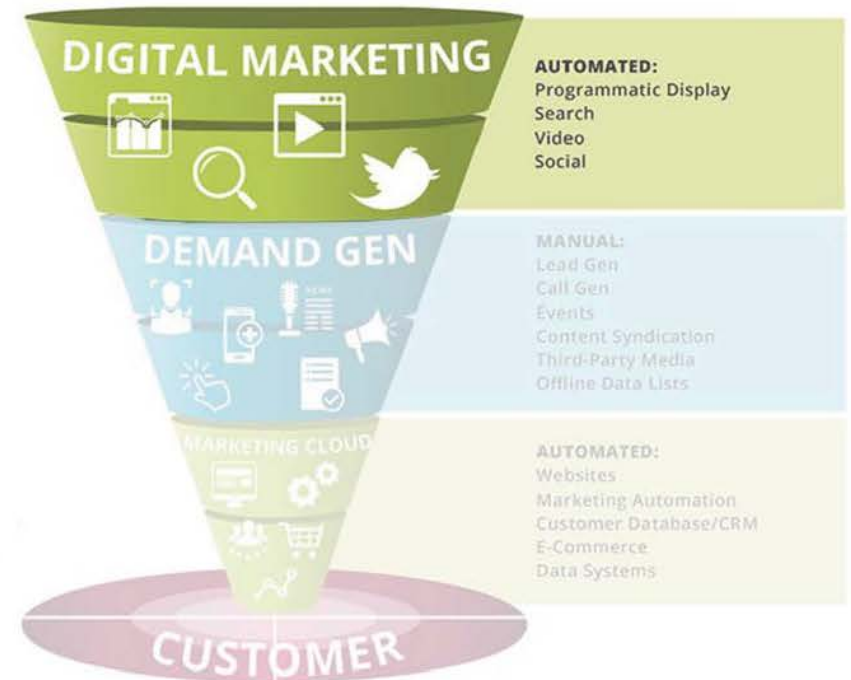 DIGITAL MARKETING
AUTOMATED:
Programmatic Display
Search
Video
Social
DEMAND GEN
NEWS
MANUAL:
Lead Gen
Call Gen
Events
Content Syndication
Third-Party Media
Offline Data Lists
MARKETING CLOUD
AUTOMATED:
Websites
Marketing Automation
Customer Database/CRM
E-Commerce
Data Systems
CUSTOMER